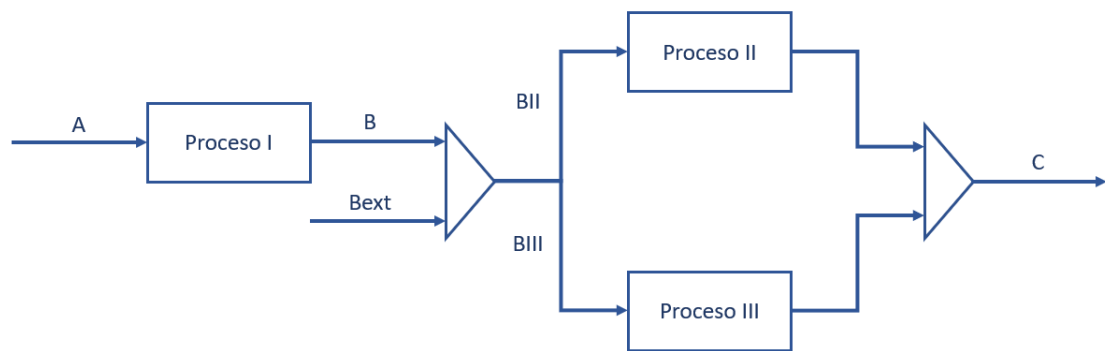 A
Proceso I
B
Bext
BII
BIII
Proceso II
Proceso III
C